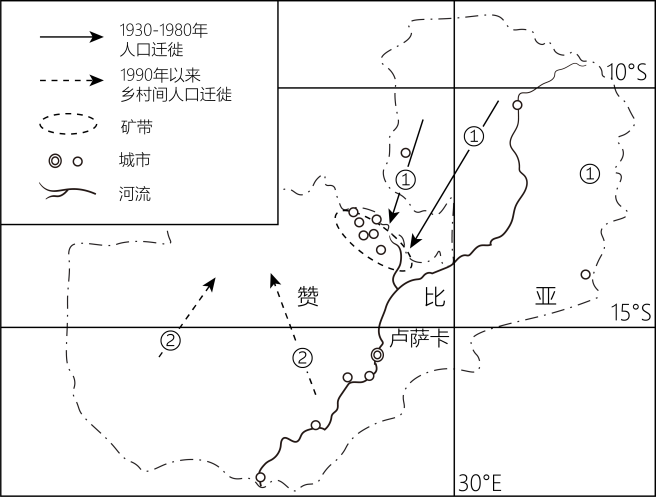 1930-1980年
人口迁徙
1990年以来
乡村间人口迁徙
矿带
城市
河流
10°S
①
①
①
赞比亚
15°S
卢萨卡
②
②
30°E